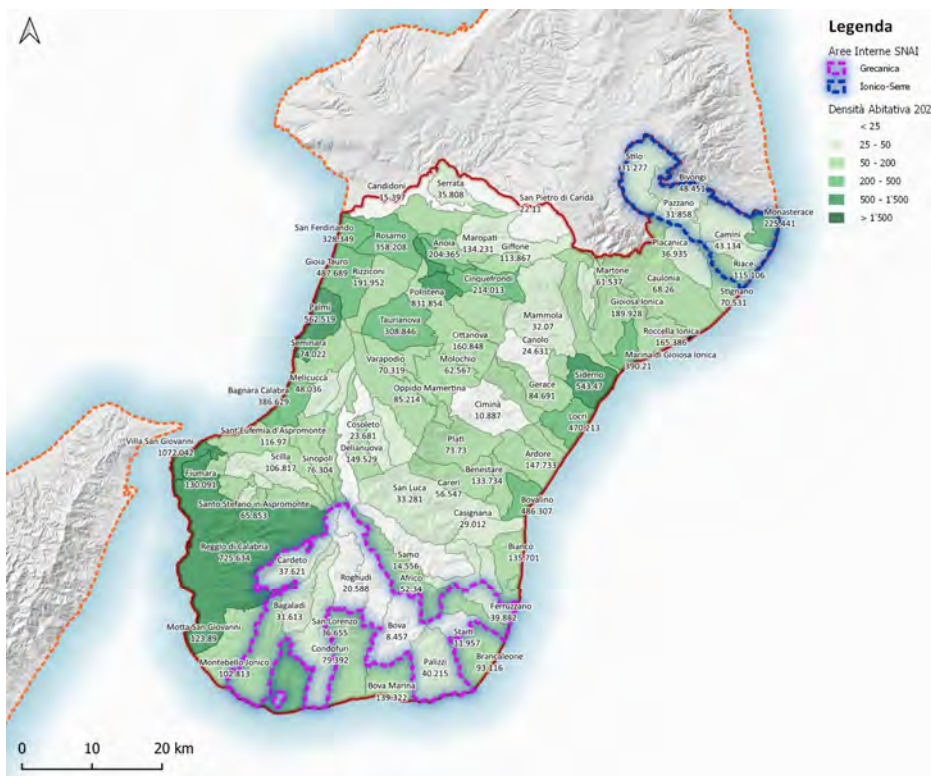 Legenda
Aree Interne SNAI
Grecanica
Ionico-Serre
Densità Abitativa 202
< 25
25 - 50
50 - 200
200 - 500
500 - 1'500
> 1'500
Stilo
31.277
Bivongi
48.451
Pazzano
31.858
Monasterace
225.441
Camini
43.134
Riace
115.106
Stignano
70.531
Placanica
36.935
Candidoni
15.397
Serrata
35.808
San Pietro di Caridà
22.11
San Ferdinando
328.349
Rosarno
358.208
Anoia
204.365
Maropati
134.231
Giffone
113.867
Gioia Tauro
487.689
Rizziconi
191.952
Cinquefrondi
214.013
Polistena
831.854
Martone
61.537
Caulonia
68.26
Gioiosa Ionica
189.928
Palmi
562.519
Taurianova
308.846
Mammola
32.07
Roccella Ionica
165.386
Cittanova
160.848
Canolo
24.631
Marina di Gioiosa Ionica
390.21
Seminara
74.022
Varapodio
70.319
Molochio
62.567
Siderno
543.47
Melicuccà
48.036
Oppido Mamertina
85.214
Gerace
84.691
Bagnara Calabra
386.629
Ciminà
10.887
Locri
470.213
Sant'Eufemia d'Aspromonte
116.97
Cosoleto
23.681
Villa San Giovanni
1072.042
Delianuova
149.529
Platì
73.73
Ardore
147.733
Scilla
106.817
Sinopoli
76.304
Benestare
133.734
Fiumara
130.091
San Luca
33.281
Careri
56.547
Bovalino
486.307
Santo Stefano in Aspromonte
65.853
Casignana
29.012
Reggio di Calabria
725.634
Cardeto
37.621
Samo
14.556
Bianco
135.701
Roghudi
20.588
Africo
52.34
Bagaladi
31.613
Ferruzzano
39.882
Motta San Giovanni
123.89
San Lorenzo
36.655
Bova
8.457
Staiti
11.957
Condofuri
79.392
Brancaleone
93.116
Montebello Jonico
102.813
Palizzi
40.215
Bova Marina
139.322
0 10 20 km